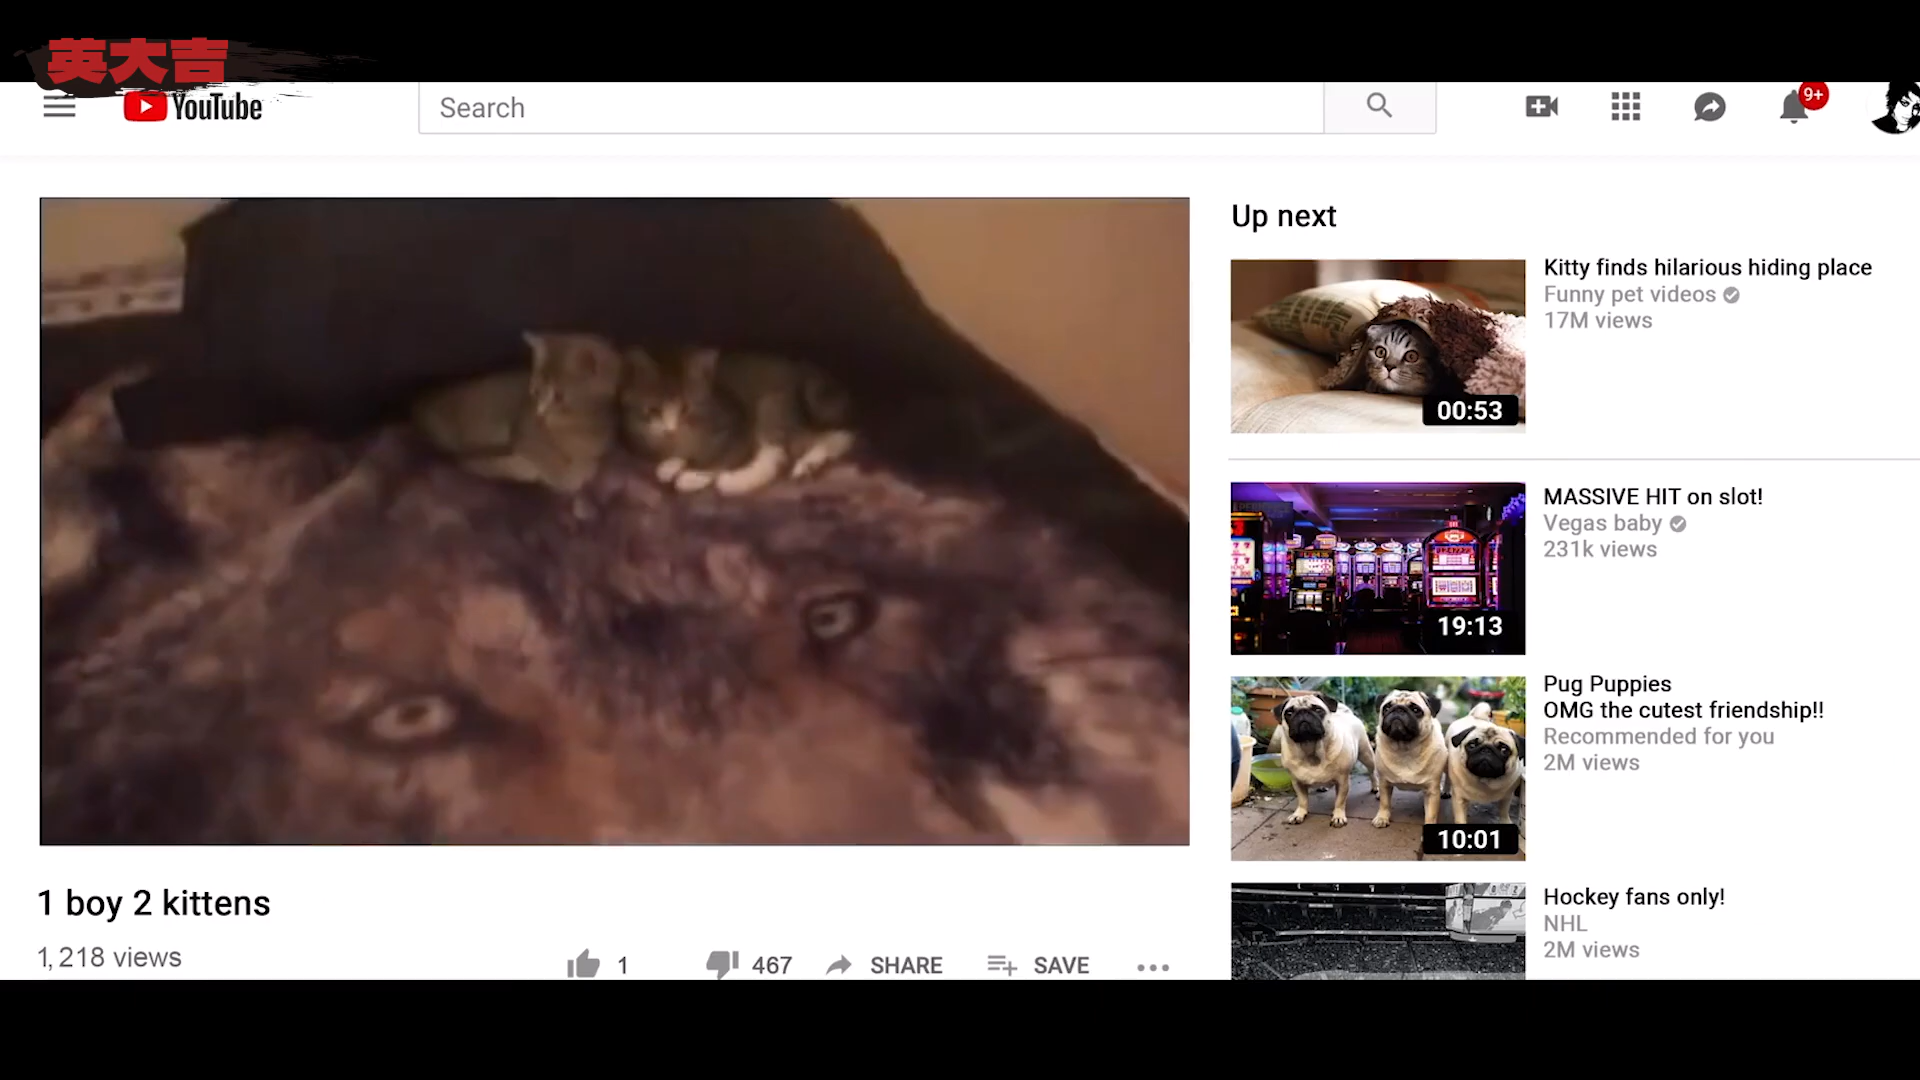 英大吉
YouTube
Search
9+
Up next
Kitty finds hilarious hiding place
Funny pet videos
17M views
00:53
MASSIVE HIT on slot!
Vegas baby
231k views
19:13
Pug Puppies
OMG the cutest friendship!!
Recommended for you
2M views
10:01
Hockey fans only!
NHL
2M views
1 boy 2 kittens
1,218 views
1
467
SHARE
SAVE